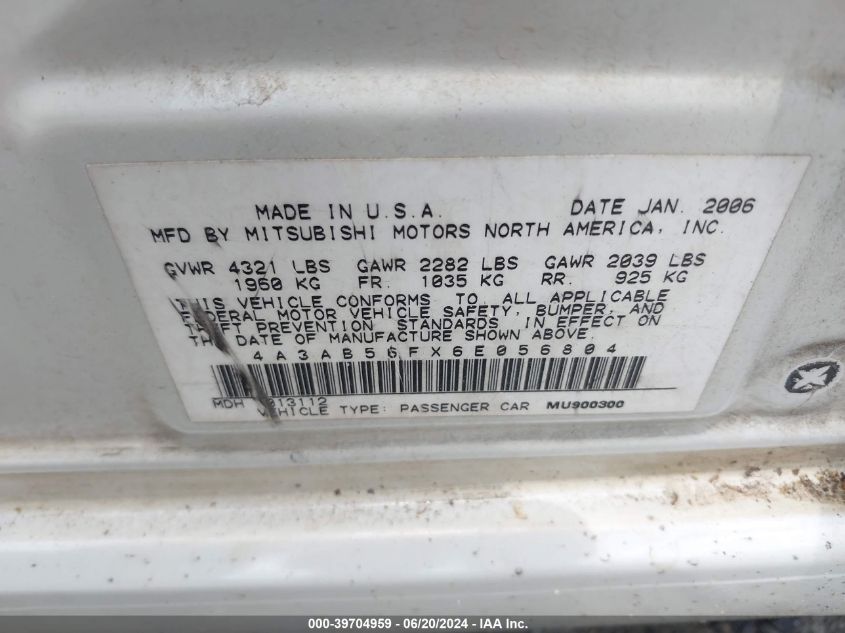 MADE IN U.S.A. DATE JAN. 2006
MFD BY MITSUBISHI MOTORS NORTH AMERICA, INC.
GVWR 4321 LBS GAWR 2282 LBS GAWR 2039 LBS
1960 KG FR. 1035 KG RR. 925 KG
THIS VEHICLE CONFORMS TO ALL APPLICABLE
FEDERAL MOTOR VEHICLE SAFETY, BUMPER, AND
THEFT PREVENTION STANDARDS IN EFFECT ON
THE DATE OF MANUFACTURE SHOWN ABOVE.
4A3AB56FX6E056804
MDH 013112
VEHICLE TYPE: PASSENGER CAR MU900300
000-39704959 - 06/20/2024 - IAA Inc.